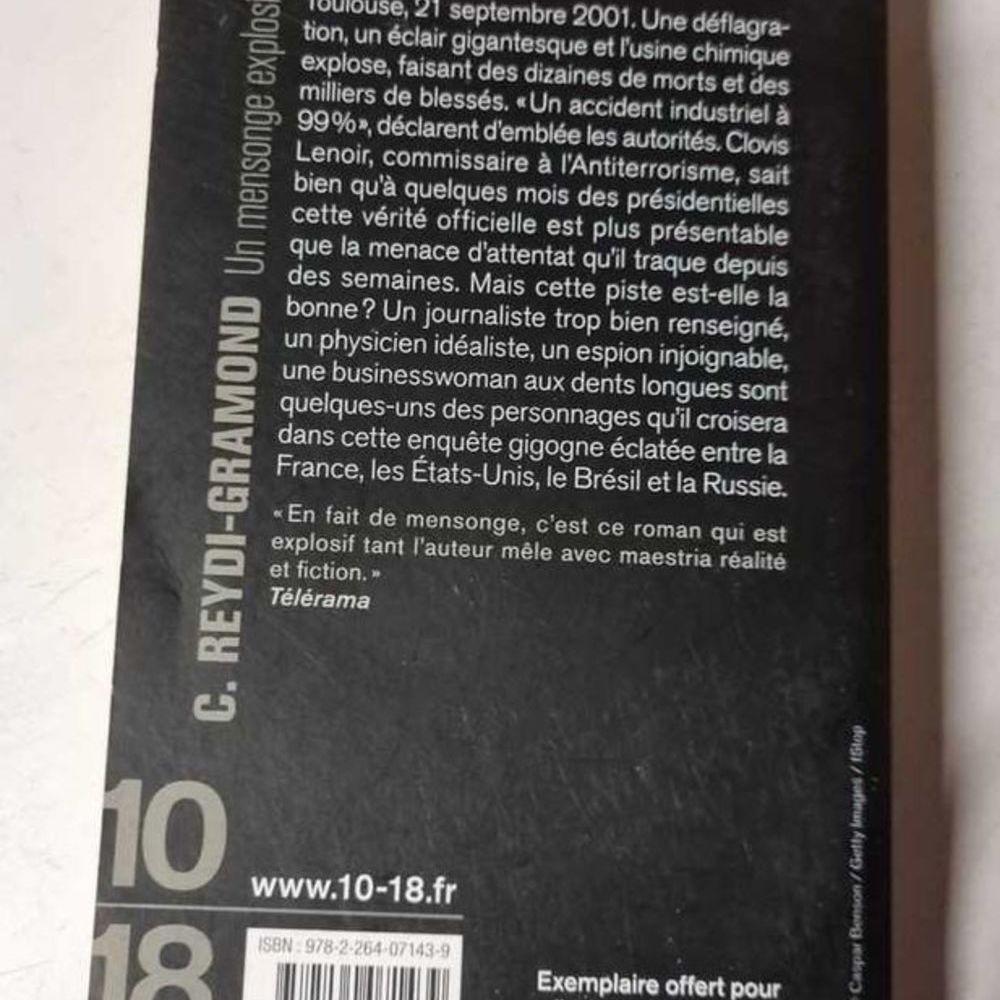 Toulouse, 21 septembre 2001. Une déflagra-
tion, un éclair gigantesque et l'usine chimique
explose, faisant des dizaines de morts et des
milliers de blessés. «Un accident industriel à
99%», déclarent d'emblée les autorités. Clovis
Lenoir, commissaire à l'Antiterrorisme, sait
bien qu'à quelques mois des présidentielles
cette vérité officielle est plus présentable
que la menace d'attentat qu'il traque depuis
des semaines. Mais cette piste est-elle la
bonne? Un journaliste trop bien renseigné,
un physicien idéaliste, un espion injoignable,
une businesswoman aux dents longues sont
quelques-uns des personnages qu'il croisera
dans cette enquête gigogne éclatée entre la
France, les États-Unis, le Brésil et la Russie.
«En fait de mensonge, c'est ce roman qui est
explosif tant l'auteur mêle avec maestria réalité
et fiction.»
Télérama
C. REYDI-GRAMOND Un mensonge explosi
10
18
www.10-18.fr
ISBN : 978-2-264-07143-9
Exemplaire offert pour
Caspar Benson / Getty Images / fStop